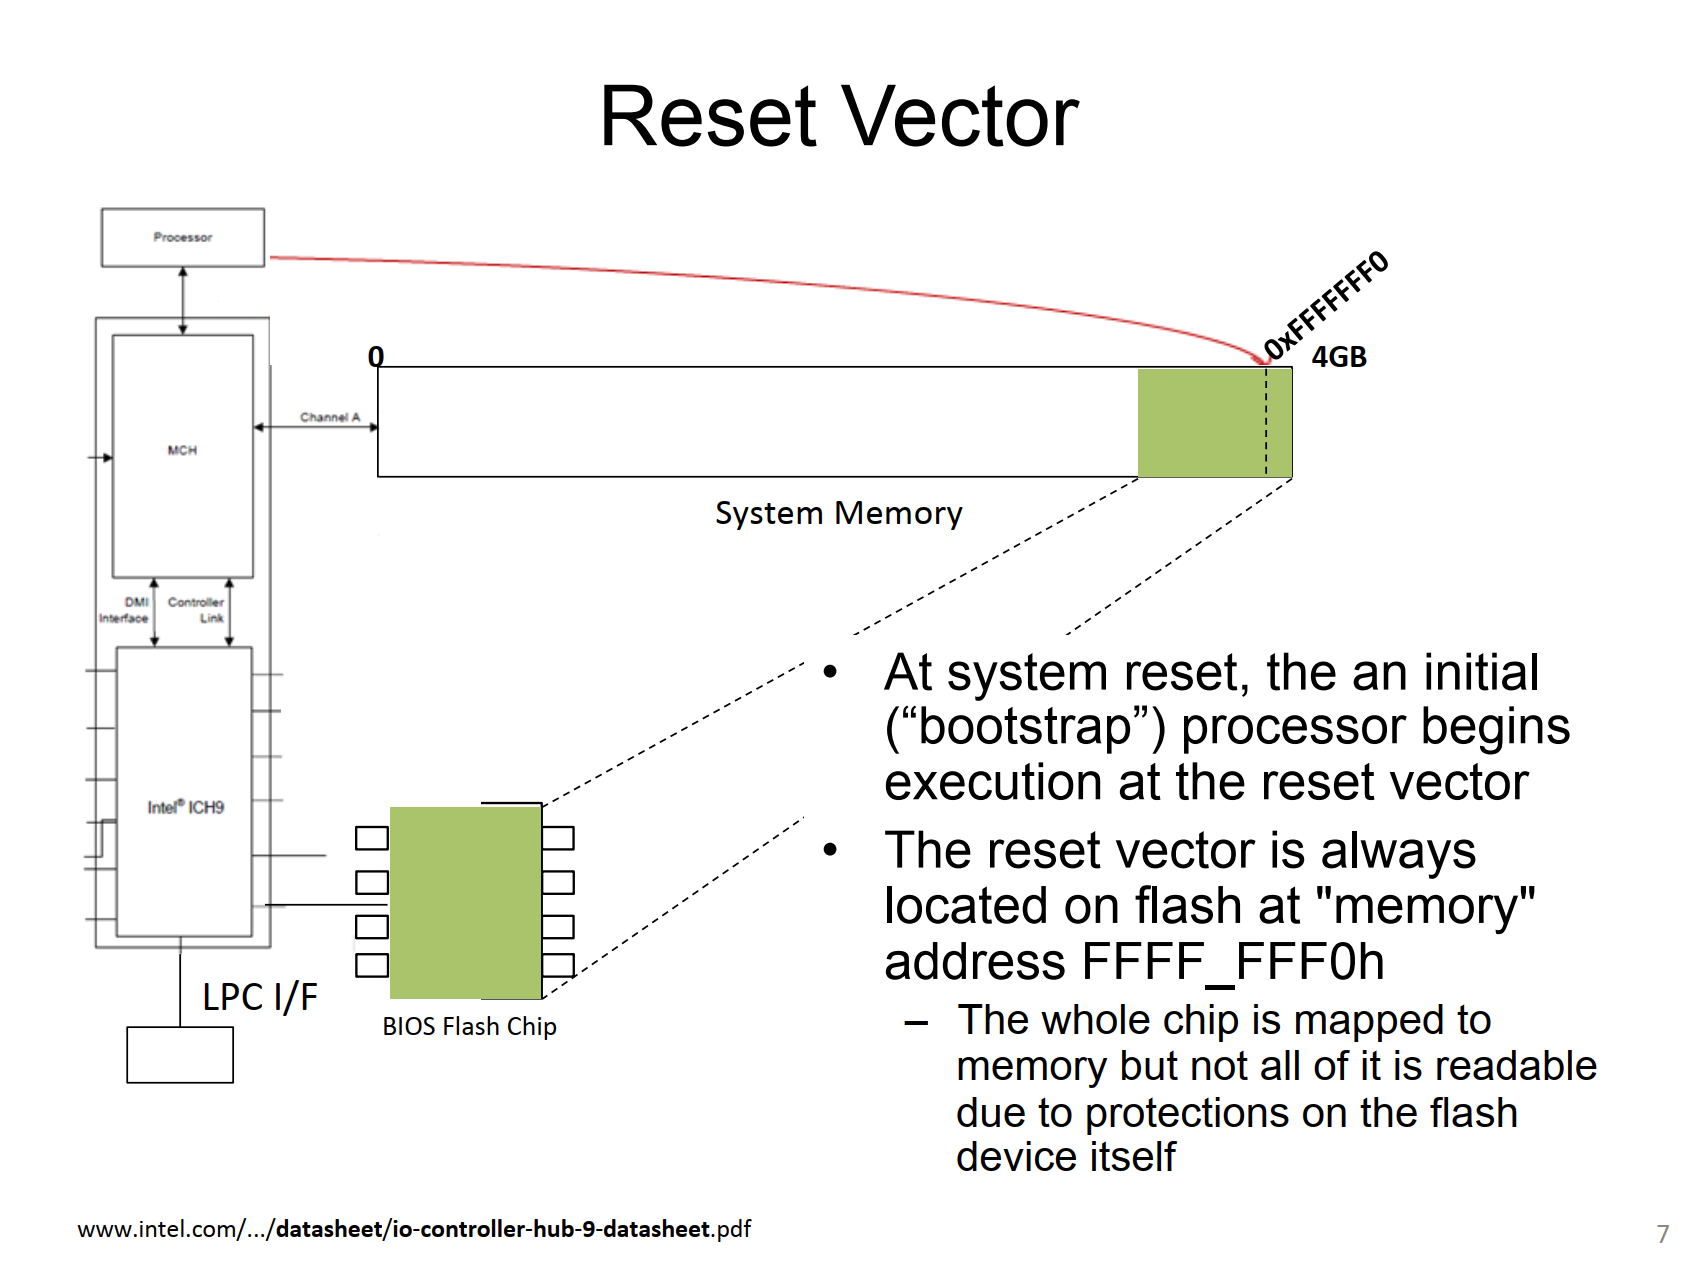 Reset Vector
Processor
0xFFFFFFF0
0
4GB
Channel A
MCH
System Memory
DMI
Interface
Controller
Link
• At system reset, the an initial
(“bootstrap”) processor begins
execution at the reset vector
Intel® ICH9
• The reset vector is always
located on flash at "memory"
address FFFF_FFF0h
LPC I/F
BIOS Flash Chip
– The whole chip is mapped to
memory but not all of it is readable
due to protections on the flash
device itself
www.intel.com/.../datasheet/io-controller-hub-9-datasheet.pdf
7